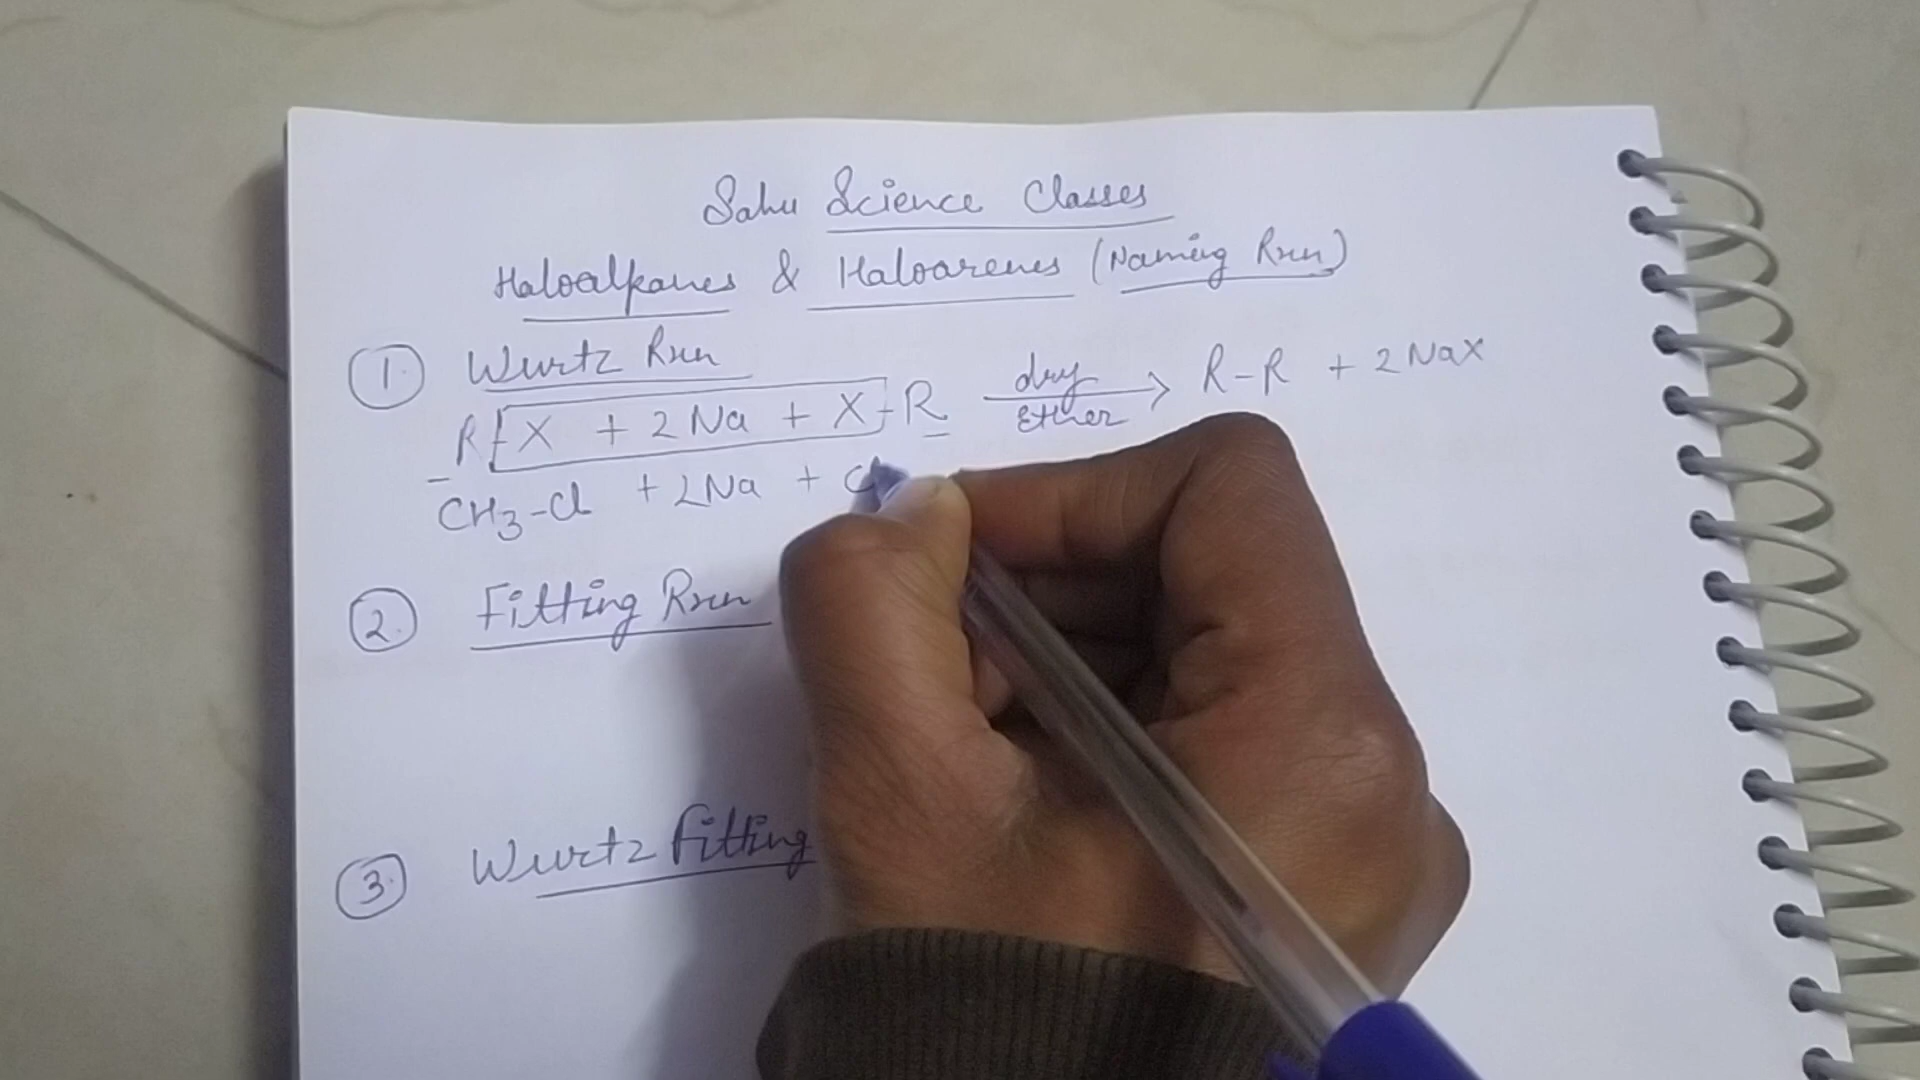 Sahu Science Classes
Haloalkanes & Haloarenes (Naming Rxn)
1. Wurtz Rxn
R-X + 2Na + X-R dry Ether → R-R + 2NaX
CH3-Cl + 2Na + Cl
2. Fitting Rxn
3. Wurtz fitting